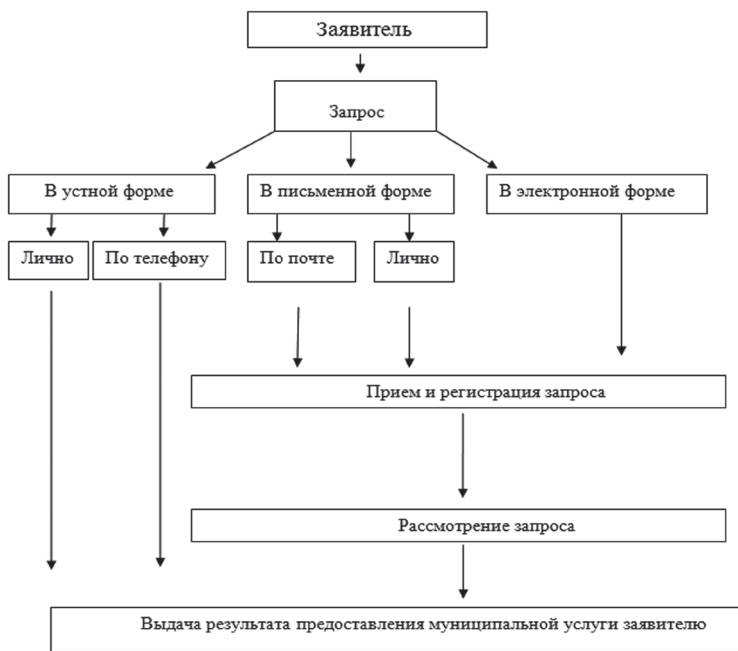 Заявитель
Запрос
В устной форме
В письменной форме
В электронной форме
Лично
По телефону
По почте
Лично
Прием и регистрация запроса
Рассмотрение запроса
Выдача результата предоставления муниципальной услуги заявителю